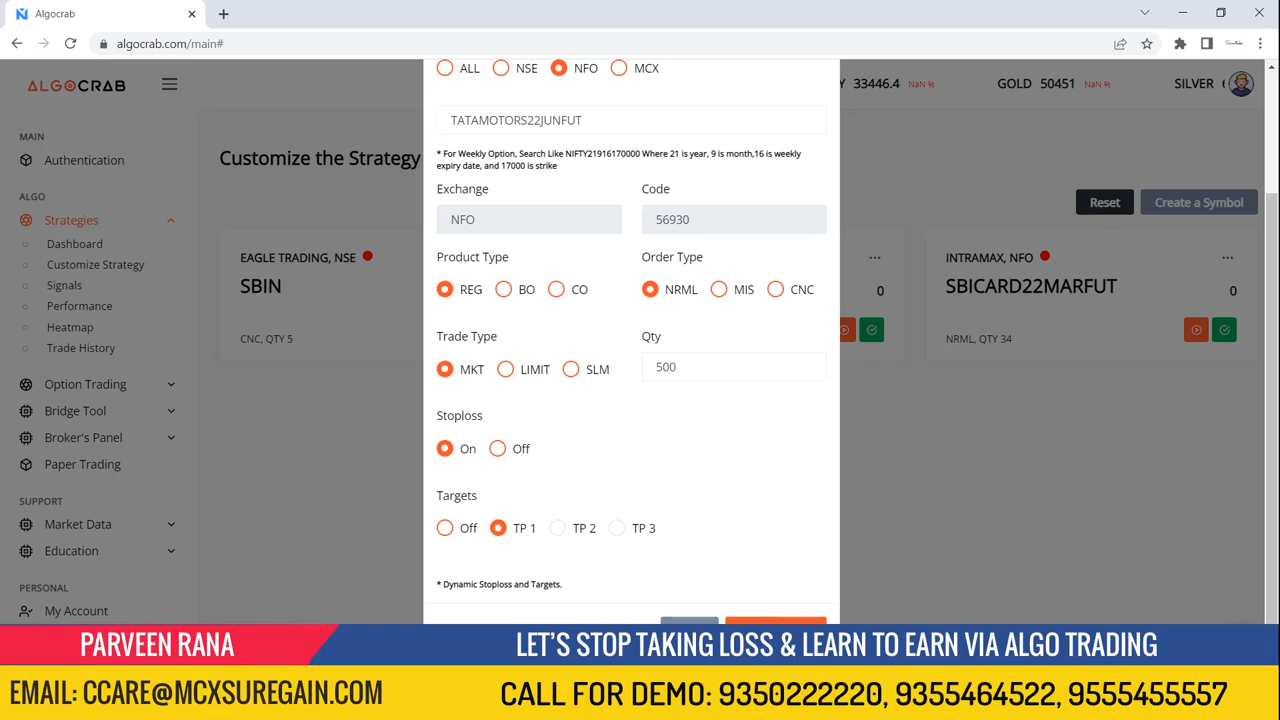 Algocrab
algocrab.com/main#
ALGOCRAB
Y 33446.4 NaN %
GOLD 50451 NaN %
SILVER
MAIN
Authentication
ALGO
Strategies
Dashboard
Customize Strategy
Signals
Performance
Heatmap
Trade History
Option Trading
Bridge Tool
Broker's Panel
Paper Trading
SUPPORT
Market Data
Education
PERSONAL
My Account
Customize the Strategy
Reset
Create a Symbol
EAGLE TRADING, NSE
SBIN
CNC, QTY 5
0
INTRAMAX, NFO
SBICARD22MARFUT
0
NRML, QTY 34
ALL NSE NFO MCX
TATAMOTORS22JUNFUT
* For Weekly Option, Search Like NIFTY21916170000 Where 21 is year, 9 is month,16 is weekly
expiry date, and 17000 is strike
Exchange Code
NFO 56930
Product Type Order Type
REG BO CO NRML MIS CNC
Trade Type Qty
MKT LIMIT SLM 500
Stoploss
On Off
Targets
Off TP 1 TP 2 TP 3
* Dynamic Stoploss and Targets.
PARVEEN RANA
LET'S STOP TAKING LOSS & LEARN TO EARN VIA ALGO TRADING
EMAIL: CCARE@MCXSUREGAIN.COM
CALL FOR DEMO: 9350222220, 9355464522, 9555455557